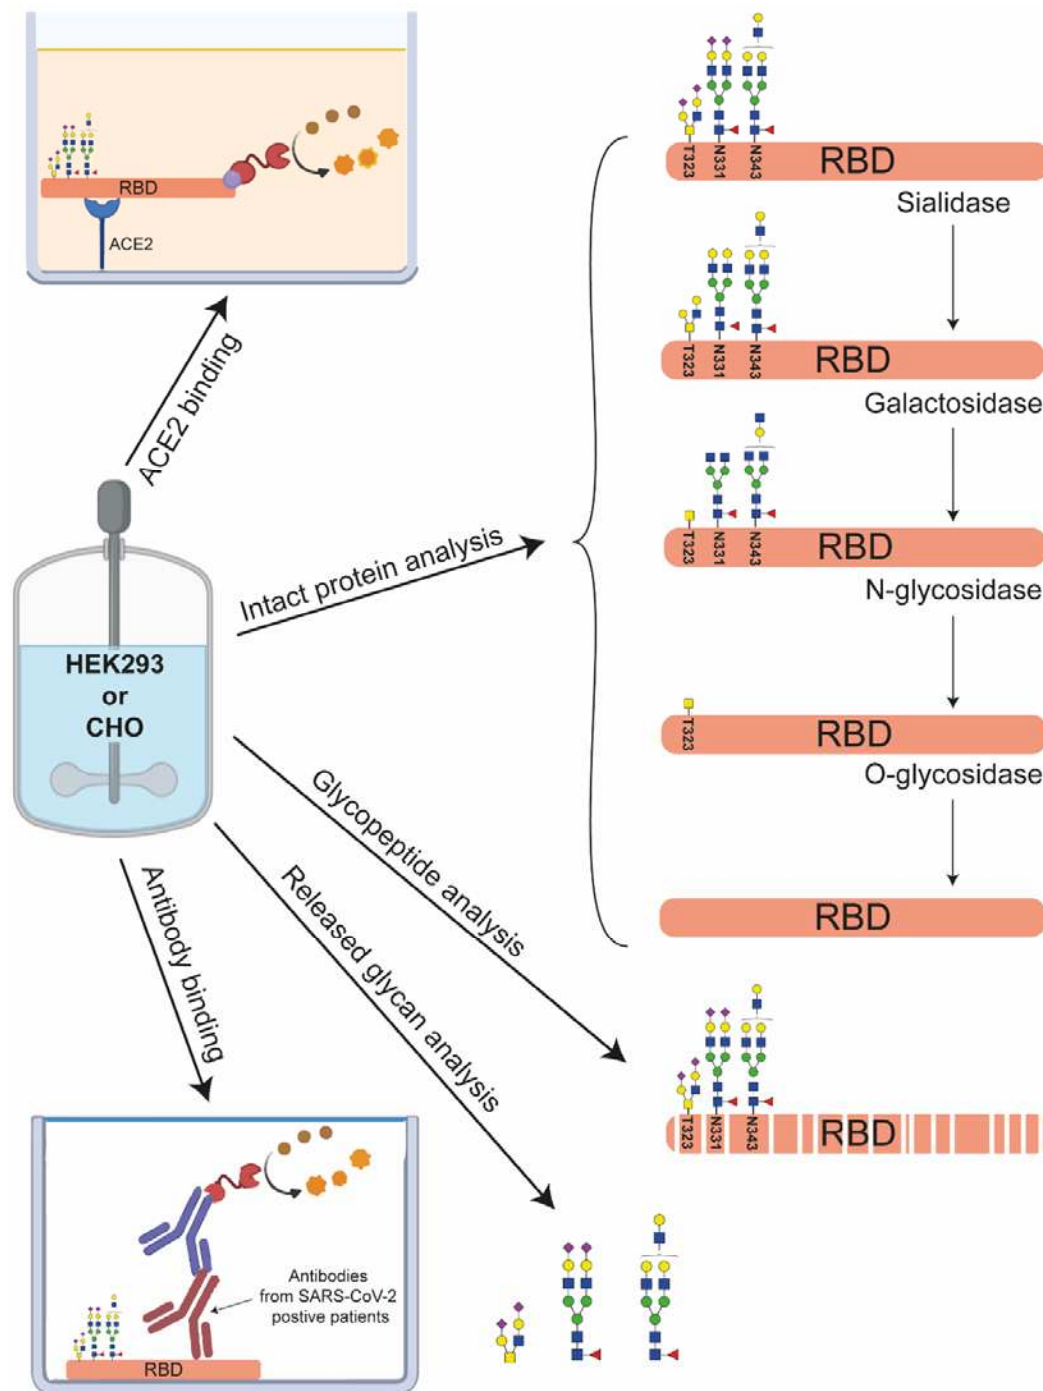 RBD
ACE2
ACE2 binding
T323
N331
N343
RBD
Sialidase
T323
N331
N343
RBD
Galactosidase
T323
N331
N343
RBD
N-glycosidase
T323
RBD
O-glycosidase
RBD
Intact protein analysis
HEK293
or
CHO
Glycopeptide analysis
Released glycan analysis
Antibody binding
T323
N331
N343
RBD
Antibodies
from SARS-CoV-2
postive patients
RBD